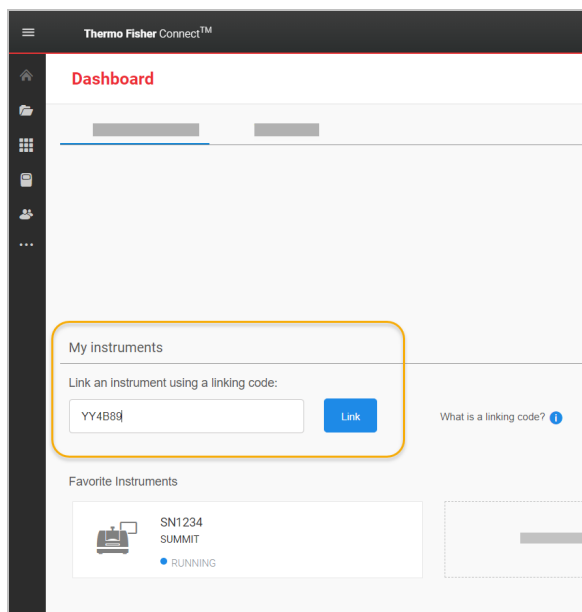 Thermo Fisher Connect™
Dashboard
My instruments
Link an instrument using a linking code:
YY4B89
Link
What is a linking code?
Favorite Instruments
SN1234
SUMMIT
RUNNING